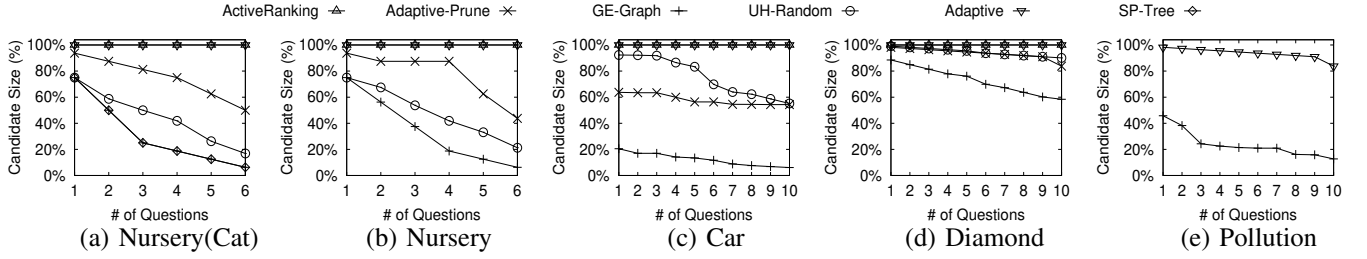 ActiveRanking Adaptive-Prune GE-Graph UH-Random Adaptive SP-Tree
Candidate Size (%)
100%
80%
60%
40%
20%
0%
1 2 3 4 5 6
# of Questions
(a) Nursery(Cat)
Candidate Size (%)
100%
80%
60%
40%
20%
0%
1 2 3 4 5 6
# of Questions
(b) Nursery
Candidate Size (%)
100%
80%
60%
40%
20%
0%
1 2 3 4 5 6 7 8 9 10
# of Questions
(c) Car
Candidate Size (%)
100%
80%
60%
40%
20%
0%
1 2 3 4 5 6 7 8 9 10
# of Questions
(d) Diamond
Candidate Size (%)
100%
80%
60%
40%
20%
0%
1 2 3 4 5 6 7 8 9 10
# of Questions
(e) Pollution